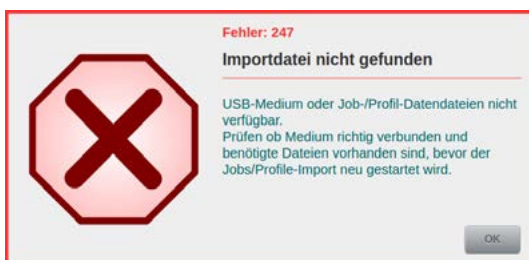 Fehler: 247
Importdatei nicht gefunden
USB-Medium oder Job-/Profil-Datendateien nicht
verfügbar.
Prüfen ob Medium richtig verbunden und
benötigte Dateien vorhanden sind, bevor der
Jobs/Profile-Import neu gestartet wird.
OK